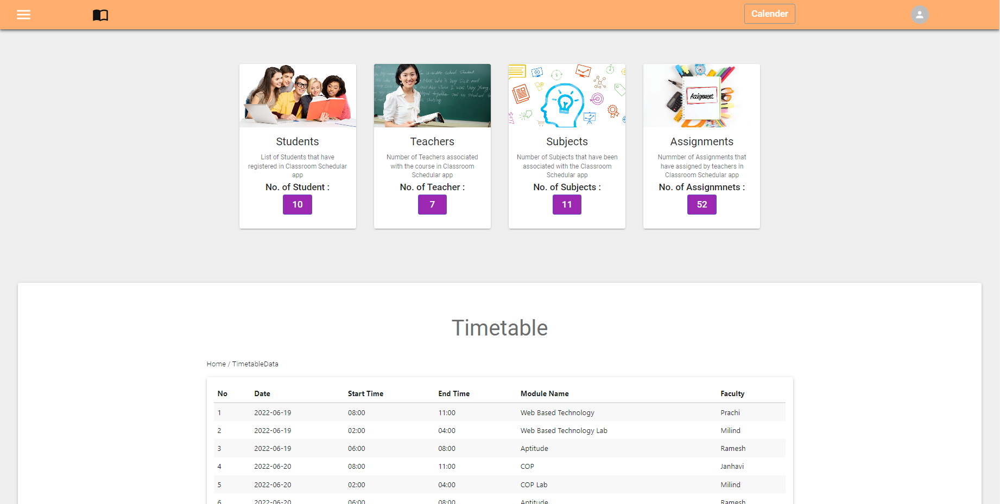 Calender
Assignment
Students
List of Students that have
registered in Classroom Schedular
app
No. of Student :
10
Teachers
Number of Teachers associated
with the course in Classroom
Schedular app
No. of Teacher :
7
Subjects
Number of Subjects that have been
associated with the Classroom
Schedular app
No. of Subjects :
11
Assignments
Nummber of Assignments that
have assigned by teachers in
Classroom Schedular app
No. of Assignmnets :
52
Timetable
Home / TimetableData
No Date Start Time End Time Module Name Faculty
1 2022-06-19 08:00 11:00 Web Based Technology Prachi
2 2022-06-19 02:00 04:00 Web Based Technology Lab Milind
3 2022-06-19 06:00 08:00 Aptitude Ramesh
4 2022-06-20 08:00 11:00 COP Janhavi
5 2022-06-20 02:00 04:00 COP Lab Milind
6 2022-06-20 06:00 08:00 Aptitude Ramesh